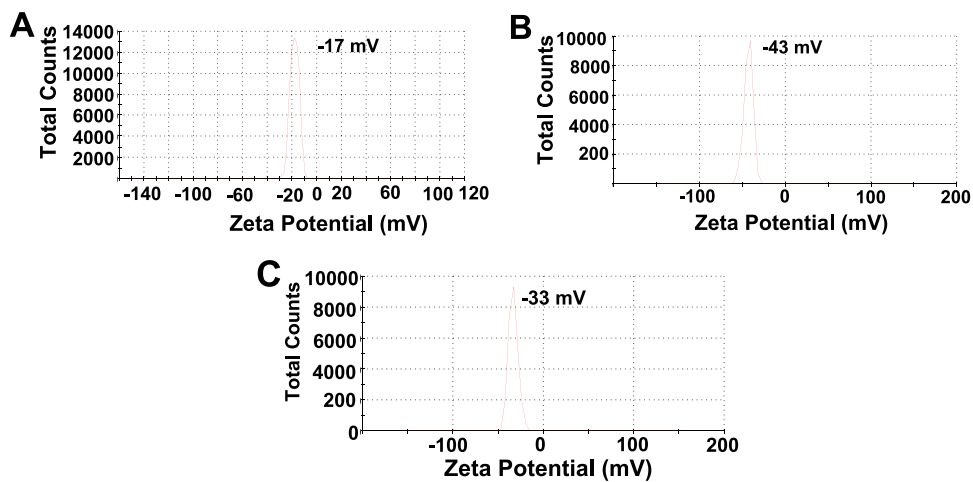 A
14000
12000
10000
8000
6000
4000
2000
Total Counts
-17 mV
-140 -100 -60 -20 0 20 60 100 120
Zeta Potential (mV)
B
10000
8000
6000
4000
200
Total Counts
-43 mV
-100 0 100 200
Zeta Potential (mV)
C
10000
8000
6000
4000
200
0
Total Counts
-33 mV
-100 0 100 200
Zeta Potential (mV)